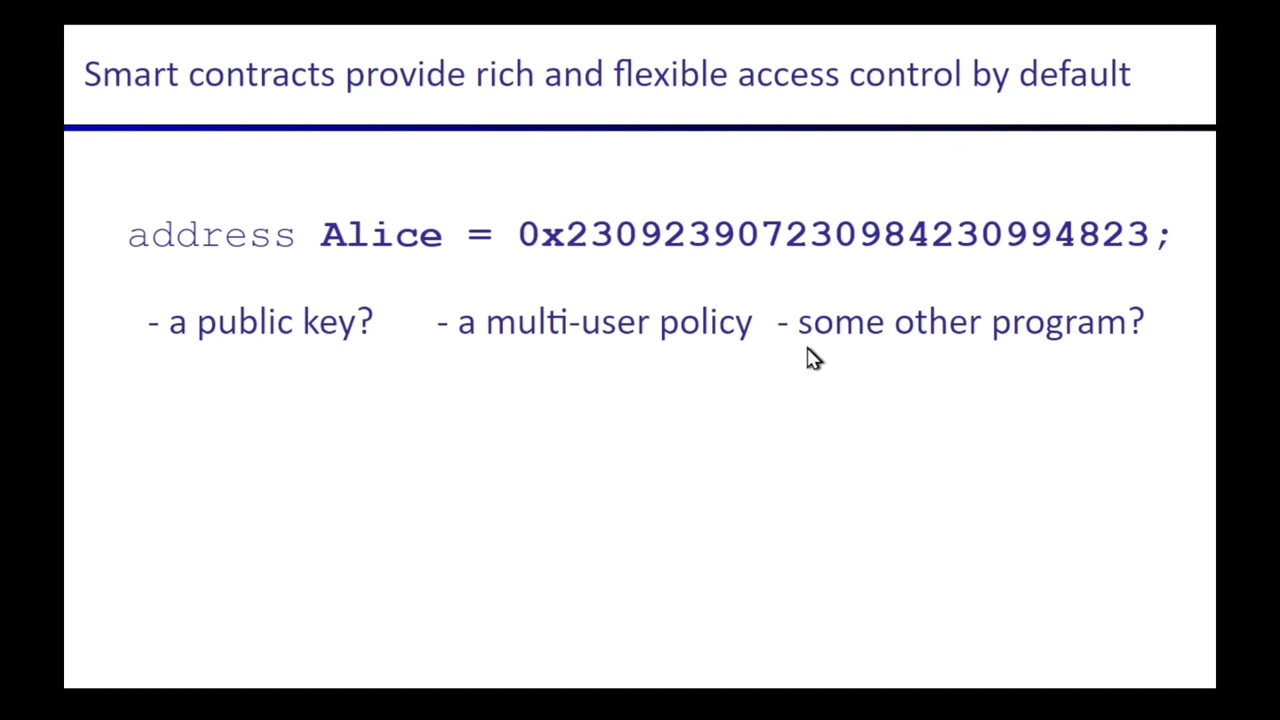 Smart contracts provide rich and flexible access control by default
address Alice = 0x230923907230984230994823;
- a public key? - a multi-user policy - some other program?